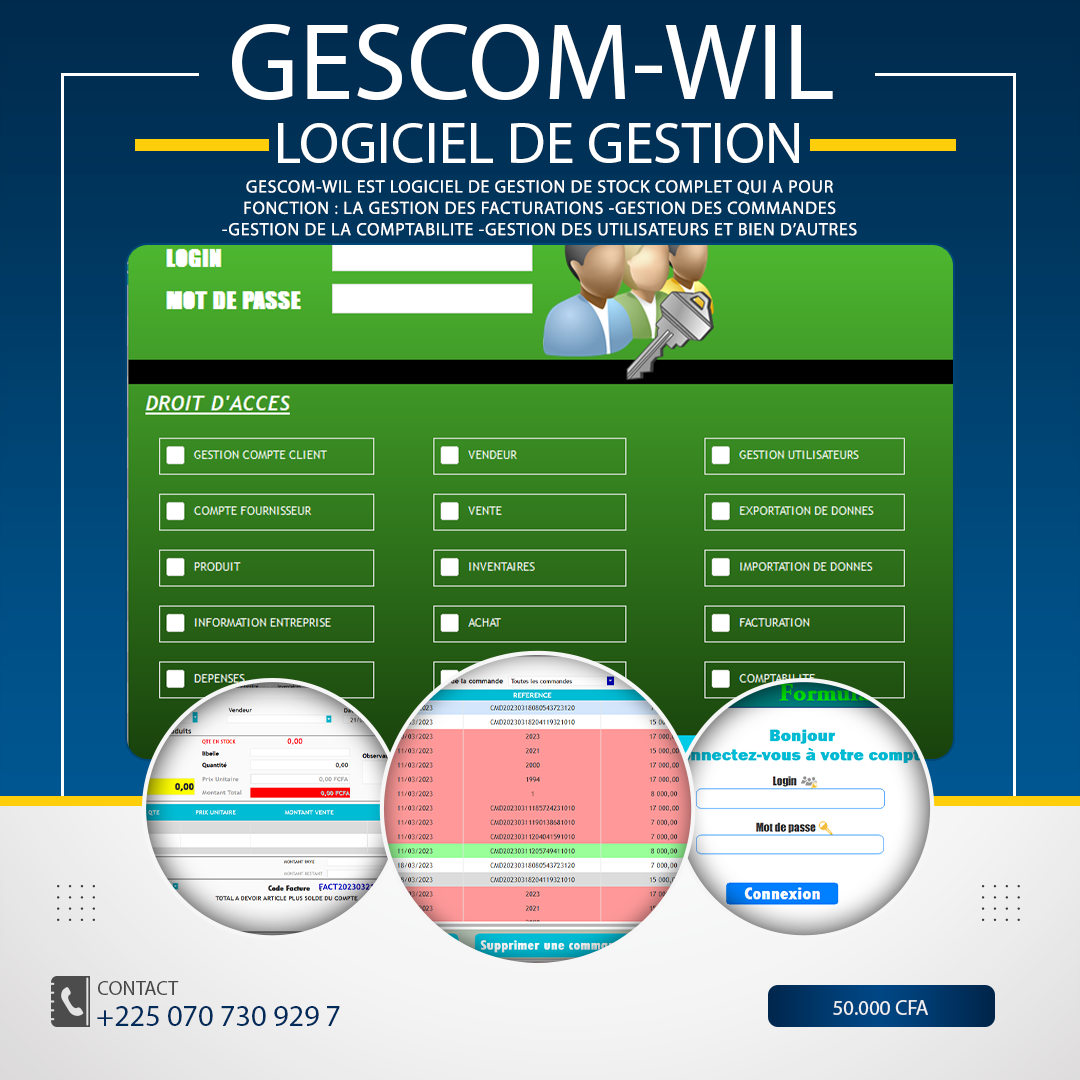 GESCOM-WIL
LOGICIEL DE GESTION
GESCOM-WIL EST LOGICIEL DE GESTION DE STOCK COMPLET QUI A POUR
FONCTION : LA GESTION DES FACTURATIONS -GESTION DES COMMANDES
-GESTION DE LA COMPTABILITE -GESTION DES UTILISATEURS ET BIEN D'AUTRES
LOGIN
MOT DE PASSE
DROIT D'ACCES
GESTION COMPTE CLIENT
VENDEUR
GESTION UTILISATEURS
COMPTE FOURNISSEUR
VENTE
EXPORTATION DE DONNES
PRODUIT
INVENTAIRES
IMPORTATION DE DONNES
INFORMATION ENTREPRISE
ACHAT
FACTURATION
DEPENSES
COMPTABILITE
Vendeur
QTE EN STOCK 0,00
libelle
Quantité 0,00
Prix Unitaire 0,00 FCFA
Montant Total 0,00 FCFA
0,00
QTE PRIX UNITAIRE MONTANT VENTE
MONTANT PAYE
MONTANT RESTANT
Code Facture FACT2023032
TOTAL A DEVOIR ARTICLE PLUS SOLDE DU COMPTE
de la commande Toutes les commandes
REFERENCE
023 CMD20230318080543723120
/2023 CMD20230318204119321010 15 00
/03/2023 2023 17 000,
/03/2023 2021 15 000,
/03/2023 2000 17 000,00
11/03/2023 1994 17 000,00
11/03/2023 1 8 000,00
11/03/2023 CMD20230311185724231010 17 000,00
11/03/2023 CMD20230311190138681010 7 000,00
11/03/2023 CMD20230311204041591010 7 000,00
11/03/2023 CMD20230311205749411010 8 000,00
18/03/2023 CMD20230318080543723120 7 000,00
8/03/2023 CMD20230318204119321010 15 000,
03/2023 2023 17 00
/2023 2021 15
Supprimer une comma
Formu
Bonjour
nnectez-vous à votre compt
Login
Mot de passe
Connexion
CONTACT
+225 070 730 929 7
50.000 CFA